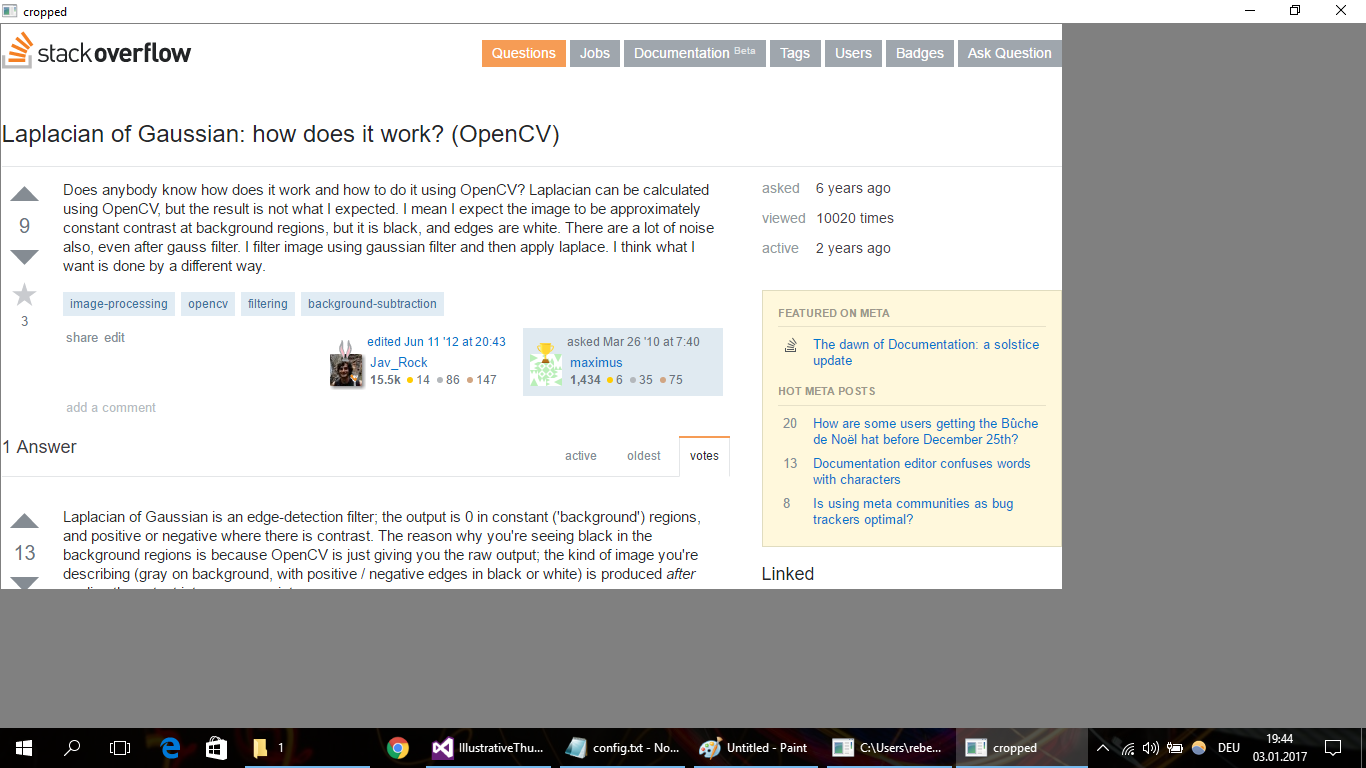 cropped
stackoverflow
Questions Jobs Documentation Beta Tags Users Badges Ask Question
Laplacian of Gaussian: how does it work? (OpenCV)
9
3
Does anybody know how does it work and how to do it using OpenCV? Laplacian can be calculated
using OpenCV, but the result is not what I expected. I mean I expect the image to be approximately
constant contrast at background regions, but it is black, and edges are white. There are a lot of noise
also, even after gauss filter. I filter image using gaussian filter and then apply laplace. I think what I
want is done by a different way.
image-processing opencv filtering background-subtraction
share edit
edited Jun 11 '12 at 20:43
Jav_Rock
15.5k 14 86 147
asked Mar 26 '10 at 7:40
maximus
1,434 6 35 75
add a comment
1 Answer
active oldest votes
13
Laplacian of Gaussian is an edge-detection filter; the output is 0 in constant ('background') regions,
and positive or negative where there is contrast. The reason why you're seeing black in the
background regions is because OpenCV is just giving you the raw output; the kind of image you're
describing (gray on background, with positive / negative edges in black or white) is produced after
asked 6 years ago
viewed 10020 times
active 2 years ago
FEATURED ON META
The dawn of Documentation: a solstice
update
HOT META POSTS
20 How are some users getting the Bûche
de Noël hat before December 25th?
13 Documentation editor confuses words
with characters
8 Is using meta communities as bug
trackers optimal?
Linked
1
IllustrativeThu...
config.txt - No...
Untitled - Paint
C:\Users\rebe...
cropped
DEU
19:44
03.01.2017